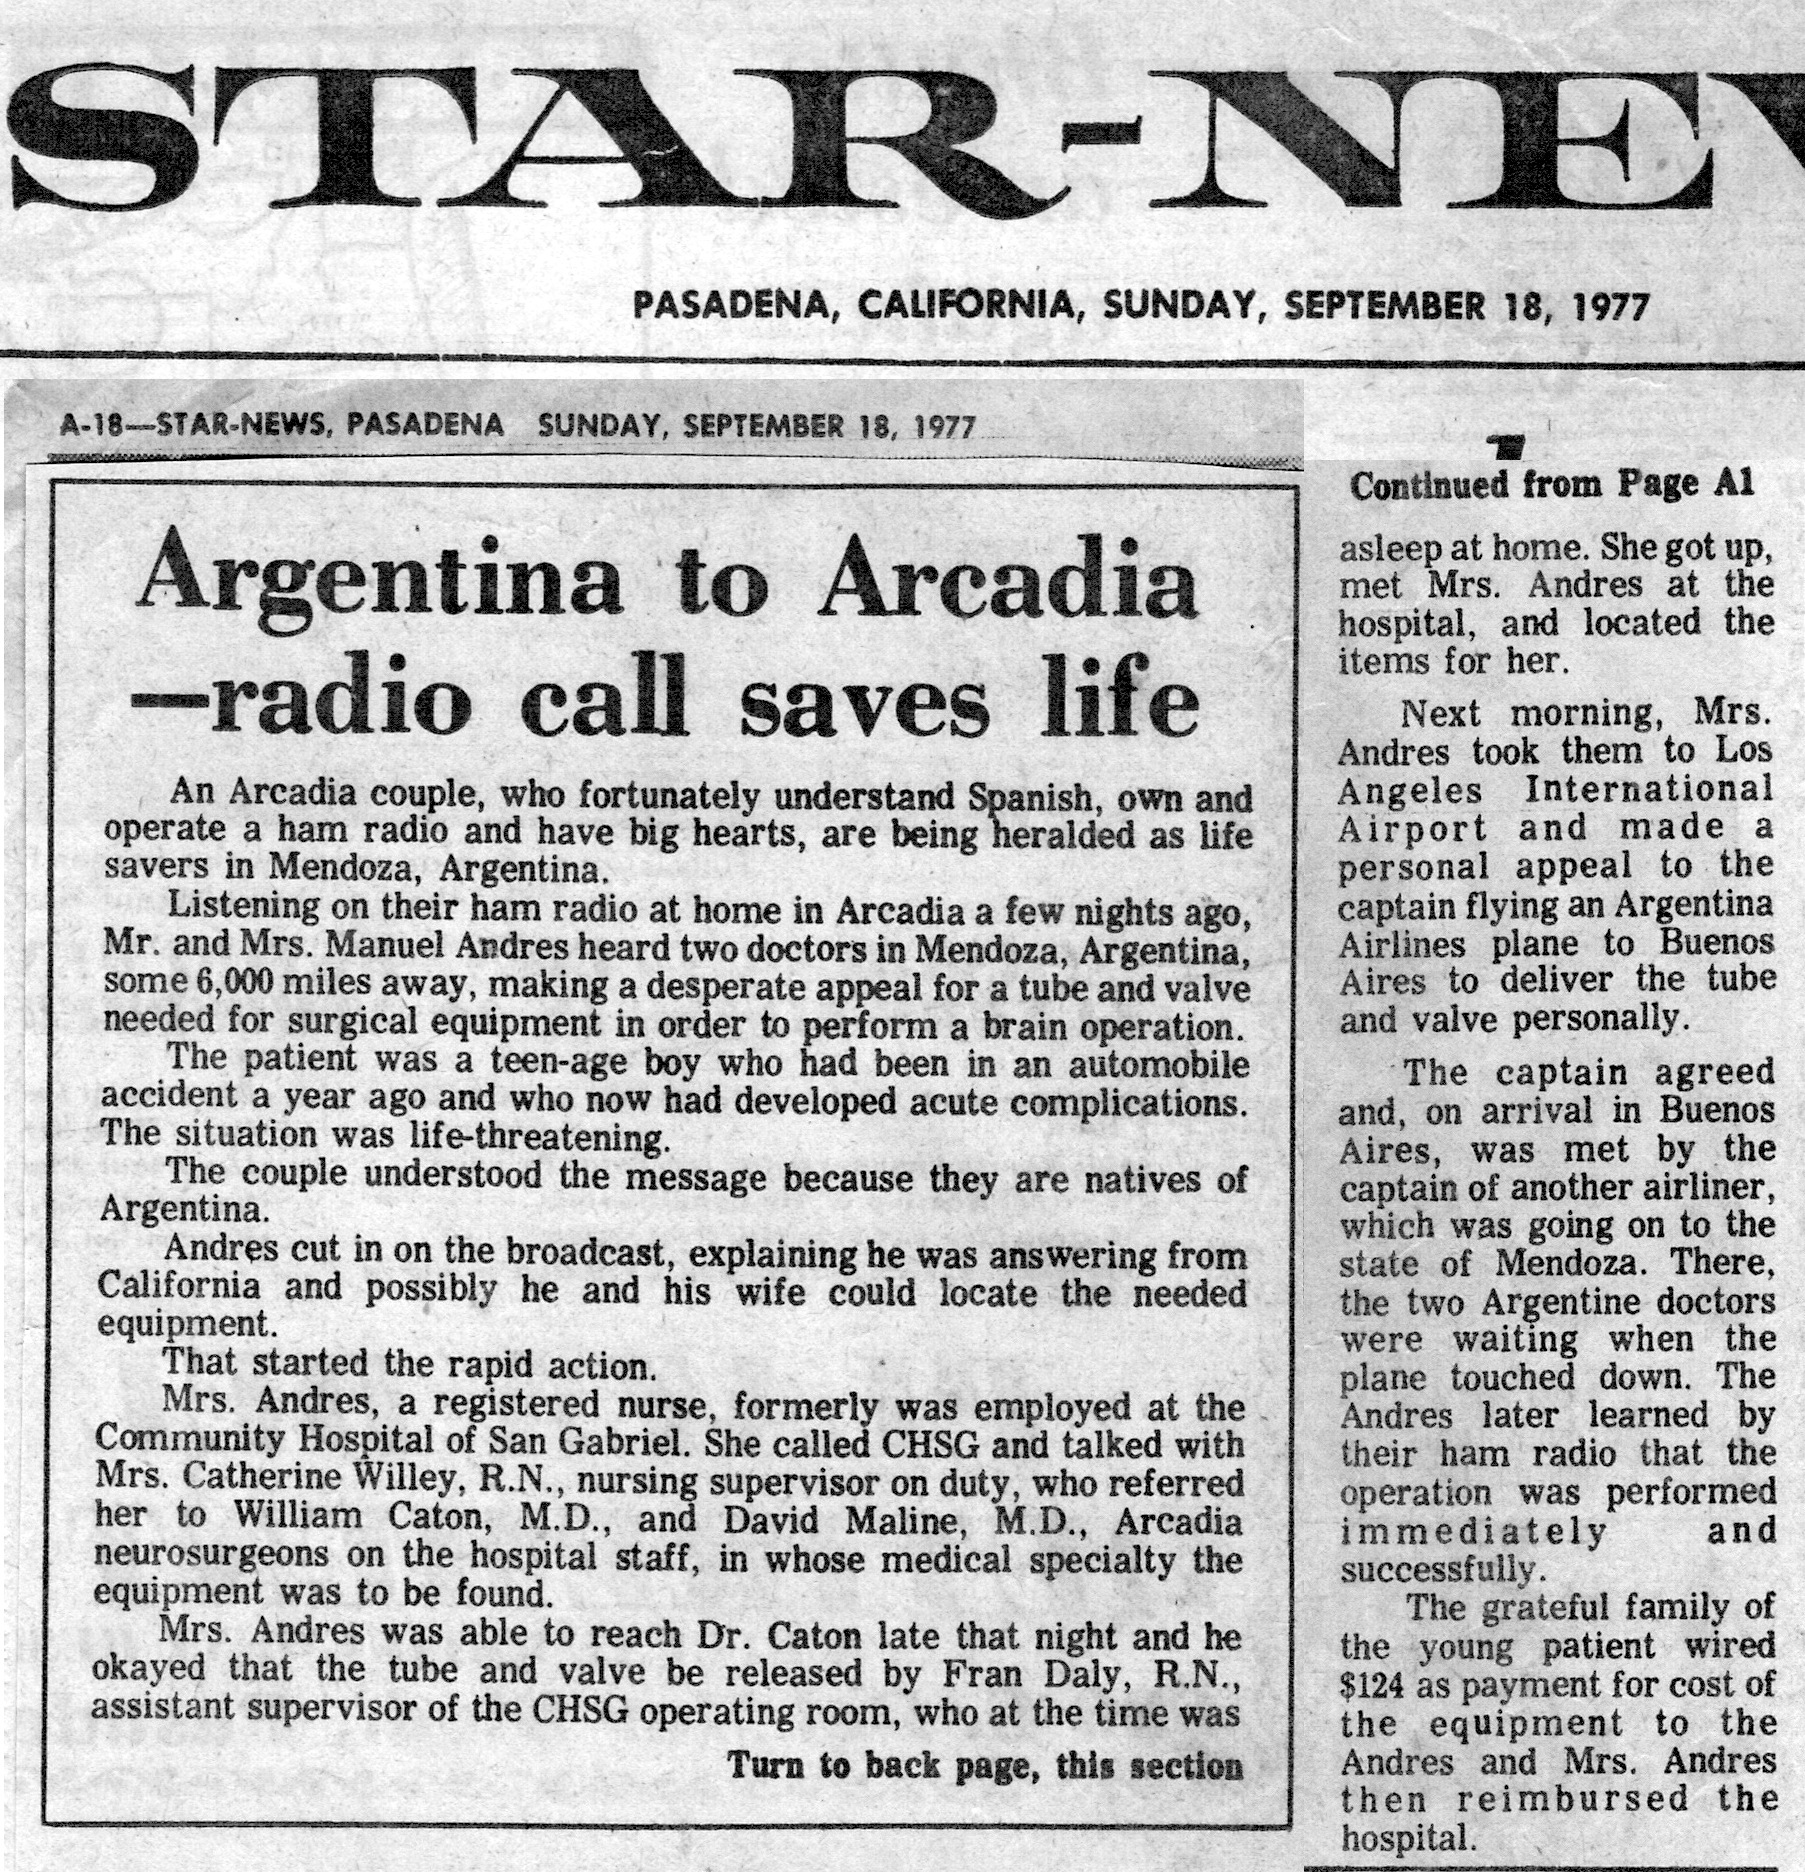 STAR-NEW
PASADENA, CALIFORNIA, SUNDAY, SEPTEMBER 18, 1977
A-18—STAR-NEWS, PASADENA SUNDAY, SEPTEMBER 18, 1977
Argentina to Arcadia
—radio call saves life
An Arcadia couple, who fortunately understand Spanish, own and
operate a ham radio and have big hearts, are being heralded as life
savers in Mendoza, Argentina.
Listening on their ham radio at home in Arcadia a few nights ago,
Mr. and Mrs. Manuel Andres heard two doctors in Mendoza, Argentina,
some 6,000 miles away, making a desperate appeal for a tube and valve
needed for surgical equipment in order to perform a brain operation.
The patient was a teen-age boy who had been in an automobile
accident a year ago and who now had developed acute complications.
The situation was life-threatening.
The couple understood the message because they are natives of
Argentina.
Andres cut in on the broadcast, explaining he was answering from
California and possibly he and his wife could locate the needed
equipment.
That started the rapid action.
Mrs. Andres, a registered nurse, formerly was employed at the
Community Hospital of San Gabriel. She called CHSG and talked with
Mrs. Catherine Willey, R.N., nursing supervisor on duty, who referred
her to William Caton, M.D., and David Maline, M.D., Arcadia
neurosurgeons on the hospital staff, in whose medical specialty the
equipment was to be found.
Mrs. Andres was able to reach Dr. Caton late that night and he
okayed that the tube and valve be released by Fran Daly, R.N.,
assistant supervisor of the CHSG operating room, who at the time was
Turn to back page, this section
Continued from Page A1
asleep at home. She got up,
met Mrs. Andres at the
hospital, and located the
items for her.
Next morning, Mrs.
Andres took them to Los
Angeles International
Airport and made a
personal appeal to the
captain flying an Argentina
Airlines plane to Buenos
Aires to deliver the tube
and valve personally.
The captain agreed
and, on arrival in Buenos
Aires, was met by the
captain of another airliner,
which was going on to the
state of Mendoza. There,
the two Argentine doctors
were waiting when the
plane touched down. The
Andres later learned by
their ham radio that the
operation was performed
immediately and
successfully.
The grateful family of
the young patient wired
$124 as payment for cost of
the equipment to the
Andres and Mrs. Andres
then reimbursed the
hospital.